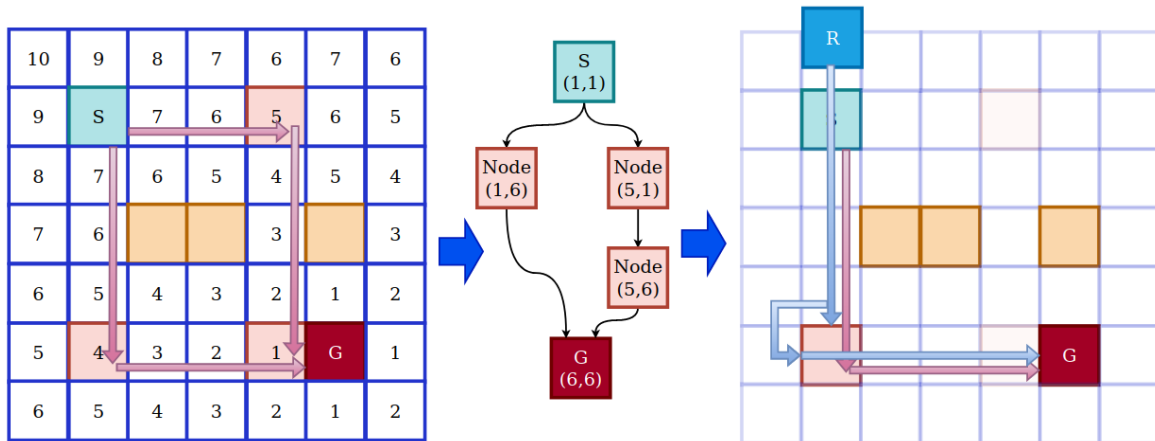 10 9 8 7 6 7 6
9 S 7 6 5 6 5
8 7 6 5 4 5 4
7 6 3 3
6 5 4 3 2 1 2
5 4 3 2 1 G 1
6 5 4 3 2 1 2
S
(1,1)
Node
(1,6)
Node
(5,1)
Node
(5,6)
G
(6,6)
R
S
G